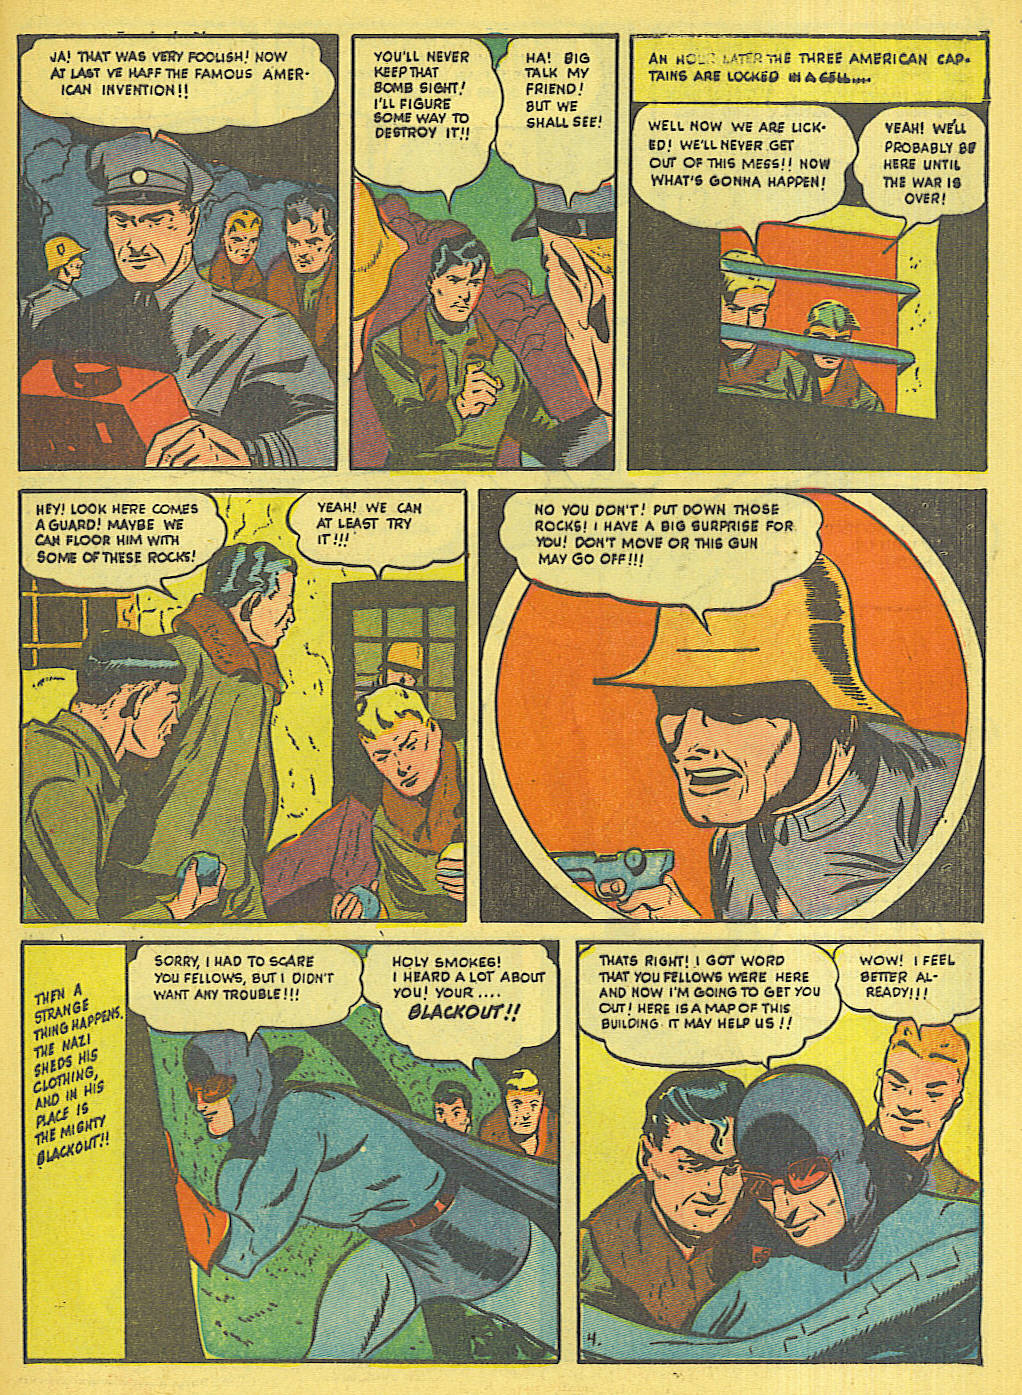 JA! THAT WAS VERY FOOLISH! NOW
AT LAST VE HAFF THE FAMOUS AMER-
ICAN INVENTION!!
YOU'LL NEVER
KEEP THAT
BOMB SIGHT!
I'LL FIGURE
SOME WAY TO
DESTROY IT!!
HA! BIG
TALK MY
FRIEND!
BUT WE
SHALL SEE!
AN HOUR LATER THE THREE AMERICAN CAP-
TAINS ARE LOCKED IN A CELL....
WELL NOW WE ARE LICK-
ED! WE'LL NEVER GET
OUT OF THIS MESS!! NOW
WHAT'S GONNA HAPPEN!
YEAH! WE'LL
PROBABLY BE
HERE UNTIL
THE WAR IS
OVER!
HEY! LOOK HERE COMES
A GUARD! MAYBE WE
CAN FLOOR HIM WITH
SOME OF THESE ROCKS!
YEAH! WE CAN
AT LEAST TRY
IT!!!
NO YOU DON'T! PUT DOWN THOSE
ROCKS! I HAVE A BIG SURPRISE FOR
YOU! DON'T MOVE OR THIS GUN
MAY GO OFF!!!
THEN A
STRANGE
THING HAPPENS.
THE NAZI
SHEDS HIS
CLOTHING,
AND IN HIS
PLACE IS
THE MIGHTY
BLACKOUT!!
SORRY, I HAD TO SCARE
YOU FELLOWS, BUT I DIDN'T
WANT ANY TROUBLE!!!
HOLY SMOKES!
I HEARD A LOT ABOUT
YOU! YOUR ....
BLACKOUT!!
THATS RIGHT! I GOT WORD
THAT YOU FELLOWS WERE HERE
AND NOW I'M GOING TO GET YOU
OUT! HERE IS A MAP OF THIS
BUILDING. IT MAY HELP US!!
WOW! I FEEL
BETTER AL-
READY!!!
4.